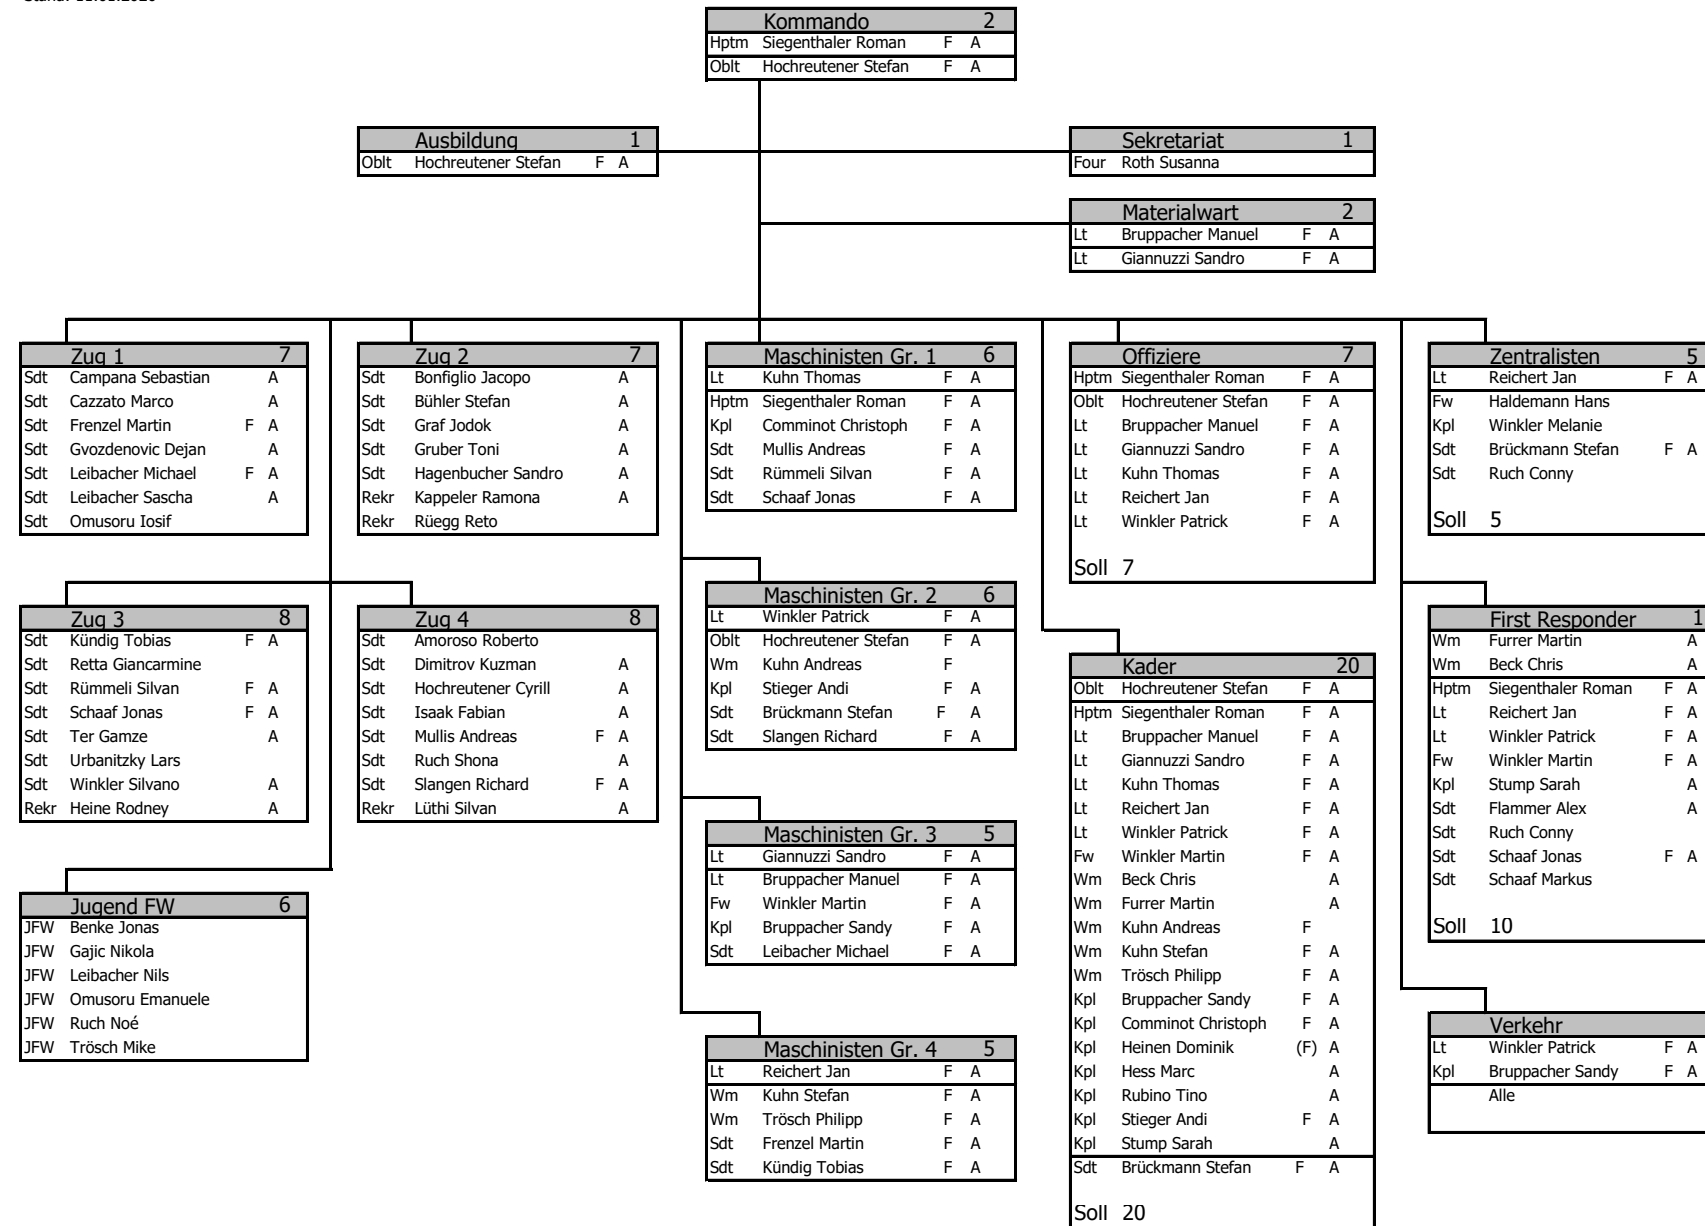 Kommando 2
Hptm Siegenthaler Roman F A
Oblt Hochreutener Stefan F A
Ausbildung 1
Oblt Hochreutener Stefan F A
Sekretariat 1
Four Roth Susanna
Materialwart 2
Lt Bruppacher Manuel F A
Lt Giannuzzi Sandro F A
Zug 1 7
Sdt Campana Sebastian A
Sdt Cazzato Marco A
Sdt Frenzel Martin F A
Sdt Gvozdenovic Dejan A
Sdt Leibacher Michael F A
Sdt Leibacher Sascha A
Sdt Omusoru Iosif
Zug 2 7
Sdt Bonfiglio Jacopo A
Sdt Bühler Stefan A
Sdt Graf Jodok A
Sdt Gruber Toni A
Sdt Hagenbucher Sandro A
Rekr Kappeler Ramona A
Rekr Rüegg Reto
Maschinisten Gr. 1 6
Lt Kuhn Thomas F A
Hptm Siegenthaler Roman F A
Kpl Comminot Christoph F A
Sdt Mullis Andreas F A
Sdt Rümmeli Silvan F A
Sdt Schaaf Jonas F A
Offiziere 7
Hptm Siegenthaler Roman F A
Oblt Hochreutener Stefan F A
Lt Bruppacher Manuel F A
Lt Giannuzzi Sandro F A
Lt Kuhn Thomas F A
Lt Reichert Jan F A
Lt Winkler Patrick F A
Soll 7
Zentralisten 5
Lt Reichert Jan F A
Fw Haldemann Hans
Kpl Winkler Melanie
Sdt Brückmann Stefan F A
Sdt Ruch Conny
Soll 5
Zug 3 8
Sdt Kündig Tobias F A
Sdt Retta Giancarmine
Sdt Rümmeli Silvan F A
Sdt Schaaf Jonas F A
Sdt Ter Gamze A
Sdt Urbanitzky Lars
Sdt Winkler Silvano A
Rekr Heine Rodney A
Zug 4 8
Sdt Amoroso Roberto
Sdt Dimitrov Kuzman A
Sdt Hochreutener Cyrill A
Sdt Isaak Fabian A
Sdt Mullis Andreas F A
Sdt Ruch Shona A
Sdt Slangen Richard F A
Rekr Lüthi Silvan A
Maschinisten Gr. 2 6
Lt Winkler Patrick F A
Oblt Hochreutener Stefan F A
Wm Kuhn Andreas F
Kpl Stieger Andi F A
Sdt Brückmann Stefan F A
Sdt Slangen Richard F A
Kader 20
Oblt Hochreutener Stefan F A
Hptm Siegenthaler Roman F A
Lt Bruppacher Manuel F A
Lt Giannuzzi Sandro F A
Lt Kuhn Thomas F A
Lt Reichert Jan F A
Lt Winkler Patrick F A
Fw Winkler Martin F A
Wm Beck Chris A
Wm Furrer Martin A
Wm Kuhn Andreas F
Wm Kuhn Stefan F A
Wm Trösch Philipp F A
Kpl Bruppacher Sandy F A
Kpl Comminot Christoph F A
Kpl Heinen Dominik (F) A
Kpl Hess Marc A
Kpl Rubino Tino A
Kpl Stieger Andi F A
Kpl Stump Sarah A
Sdt Brückmann Stefan F A
Soll 20
First Responder 1
Wm Furrer Martin A
Wm Beck Chris A
Hptm Siegenthaler Roman F A
Lt Reichert Jan F A
Lt Winkler Patrick F A
Fw Winkler Martin F A
Kpl Stump Sarah A
Sdt Flammer Alex A
Sdt Ruch Conny
Sdt Schaaf Jonas F A
Sdt Schaaf Markus
Soll 10
Maschinisten Gr. 3 5
Lt Giannuzzi Sandro F A
Lt Bruppacher Manuel F A
Fw Winkler Martin F A
Kpl Bruppacher Sandy F A
Sdt Leibacher Michael F A
Jugend FW 6
JFW Benke Jonas
JFW Gajic Nikola
JFW Leibacher Nils
JFW Omusoru Emanuele
JFW Ruch Noé
JFW Trösch Mike
Maschinisten Gr. 4 5
Lt Reichert Jan F A
Wm Kuhn Stefan F A
Wm Trösch Philipp F A
Sdt Frenzel Martin F A
Sdt Kündig Tobias F A
Verkehr
Lt Winkler Patrick F A
Kpl Bruppacher Sandy F A
Alle